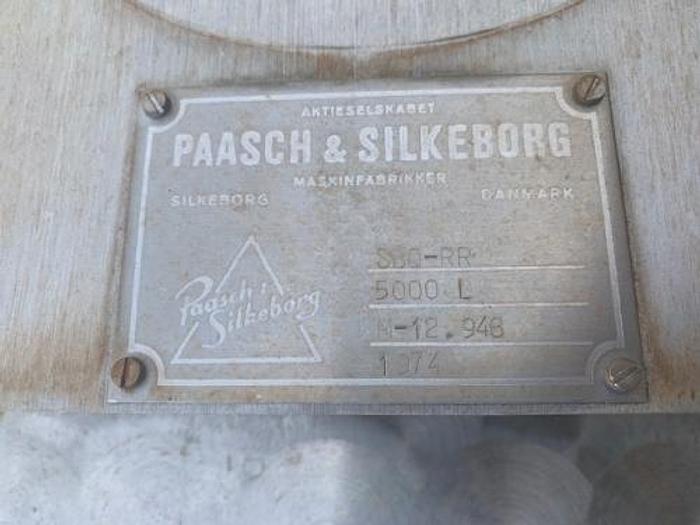 AKTIESELSKABET
PAASCH & SILKEBORG
MASKINFABRIKKER
SILKEBORG DANMARK
Paasch &
Silkeborg
5000 L
1974